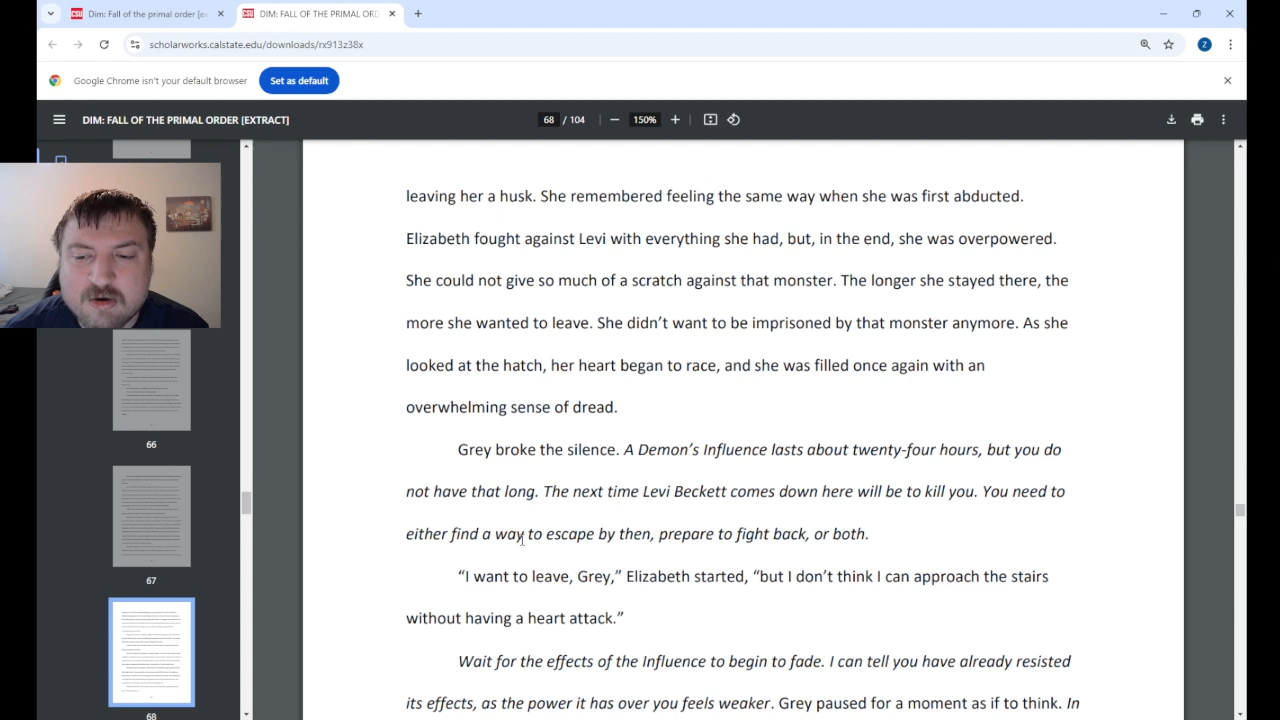 DIM: Fall of the primal order [e
DIM: FALL OF THE PRIMAL ORD
scholarworks.calstate.edu/downloads/rx913z38x
Z
Google Chrome isn't your default browser
Set as default
DIM: FALL OF THE PRIMAL ORDER [EXTRACT]
68 / 104
150%
leaving her a husk. She remembered feeling the same way when she was first abducted.
Elizabeth fought against Levi with everything she had, but, in the end, she was overpowered.
She could not give so much of a scratch against that monster. The longer she stayed there, the
more she wanted to leave. She didn’t want to be imprisoned by that monster anymore. As she
looked at the hatch, her heart began to race, and she was filled once again with an
overwhelming sense of dread.
Grey broke the silence. A Demon’s Influence lasts about twenty-four hours, but you do
not have that long. The next time Levi Beckett comes down here will be to kill you. You need to
either find a way to escape by then, prepare to fight back, or both.
“I want to leave, Grey,” Elizabeth started, “but I don’t think I can approach the stairs
without having a heart attack.”
Wait for the effects of the Influence to begin to fade. I can tell you have already resisted
its effects, as the power it has over you feels weaker. Grey paused for a moment as if to think. In
66
67
68